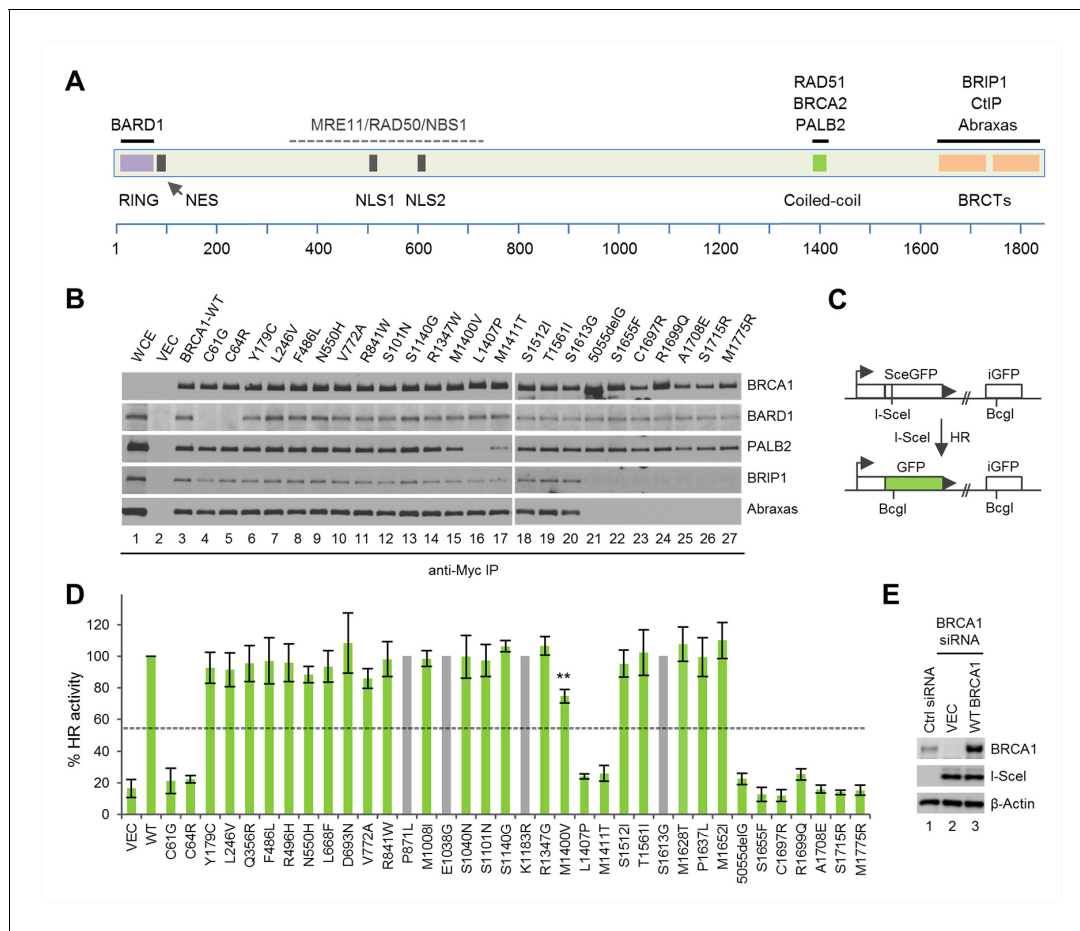 A
RAD51
BRCA2
PALB2
BRIP1
CtIP
Abraxas
BARD1
MRE11/RAD50/NBS1
RING
NES
NLS1
NLS2
Coiled-coil
BRCTs
1
200
400
600
800
1000
1200
1400
1600
1800
B
WCE
VEC
BRCA1-WT
C61G
C64R
Y179C
L246V
F486L
N550H
V772A
R841W
S101N
S1140G
R1347W
M1400V
L1407P
M1411T
S1512I
T1561I
S1613G
5055delG
S1655F
C1697R
R1699Q
A1708E
S1715R
M1775R
BRCA1
BARD1
PALB2
BRIP1
Abraxas
1 2 3 4 5 6 7 8 9 10 11 12 13 14 15 16 17 18 19 20 21 22 23 24 25 26 27
anti-Myc IP
C
SceGFP
iGFP
I-SceI
BcgI
I-SceI
HR
GFP
iGFP
BcgI
BcgI
D
% HR activity
120
100
80
60
40
20
0
**
VEC
WT
C61G
C64R
Y179C
L246V
Q356R
F486L
R496H
N550H
L668F
D693N
V772A
R841W
P871L
M1008I
E1038G
S1040N
S1101N
S1140G
K1183R
R1347G
M1400V
L1407P
M1411T
S1512I
T1561I
S1613G
M1628T
P1637L
M1652I
5055delG
S1655F
C1697R
R1699Q
A1708E
S1715R
M1775R
E
BRCA1
siRNA
Ctrl siRNA
VEC
WT BRCA1
BRCA1
I-SceI
β-Actin
1 2 3